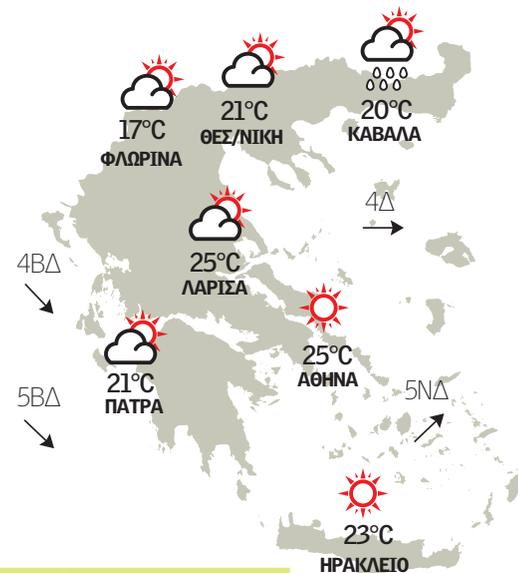 21°C
ΘΕΣ/ΝΙΚΗ
20°C
ΚΑΒΑΛΑ
17°C
ΦΛΩΡΙΝΑ
4Δ
25°C
ΛΑΡΙΣΑ
4ΒΔ
25°C
ΑΘΗΝΑ
21°C
ΠΑΤΡΑ
5ΒΔ
5ΝΔ
23°C
ΗΡΑΚΛΕΙΟ